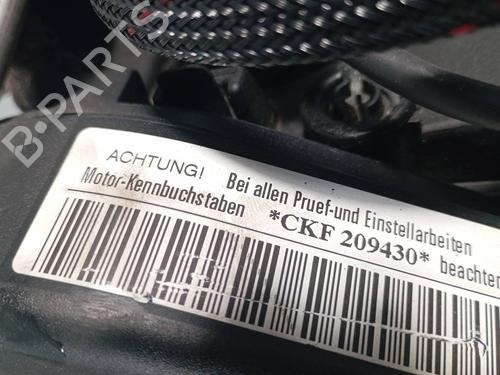 B-PARTS
ACHTUNG! Bei allen Pruef-und Einstellarbeiten
Motor-Kennbuchstaben *CKF 209430* beachten